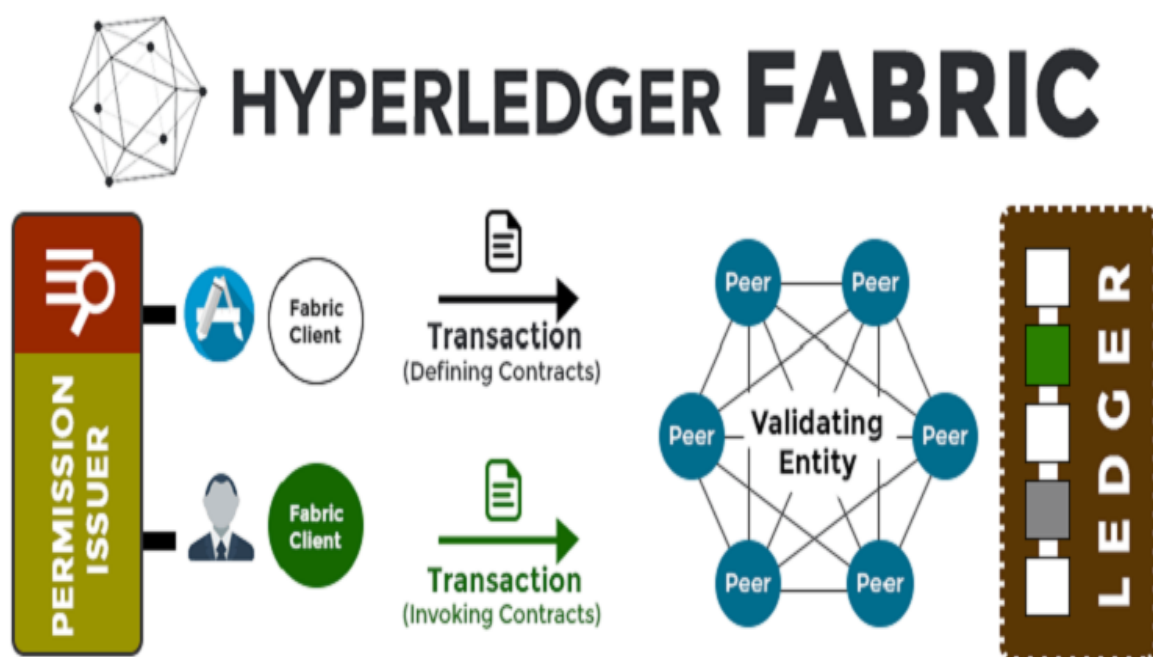 HYPERLEDGER FABRIC
PERMISSION
ISSUER
Fabric
Client
Transaction
(Defining Contracts)
Fabric
Client
Transaction
(Invoking Contracts)
Peer
Peer
Peer
Validating
Entity
Peer
Peer
Peer
LEDGER